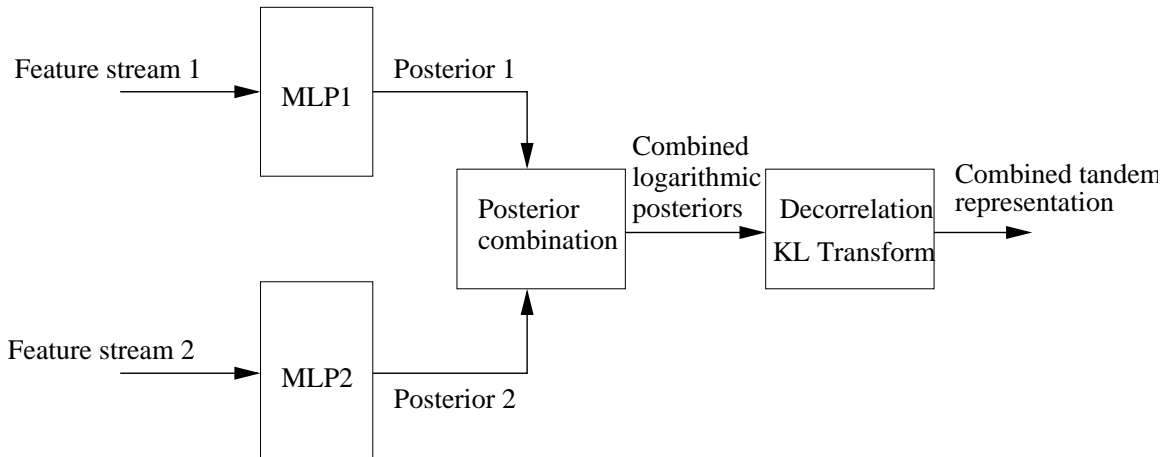 Feature stream 1
MLP1
Posterior 1
Feature stream 2
MLP2
Posterior 2
Posterior
combination
Combined
logarithmic
posteriors
Decorrelation
KL Transform
Combined tandem
representation